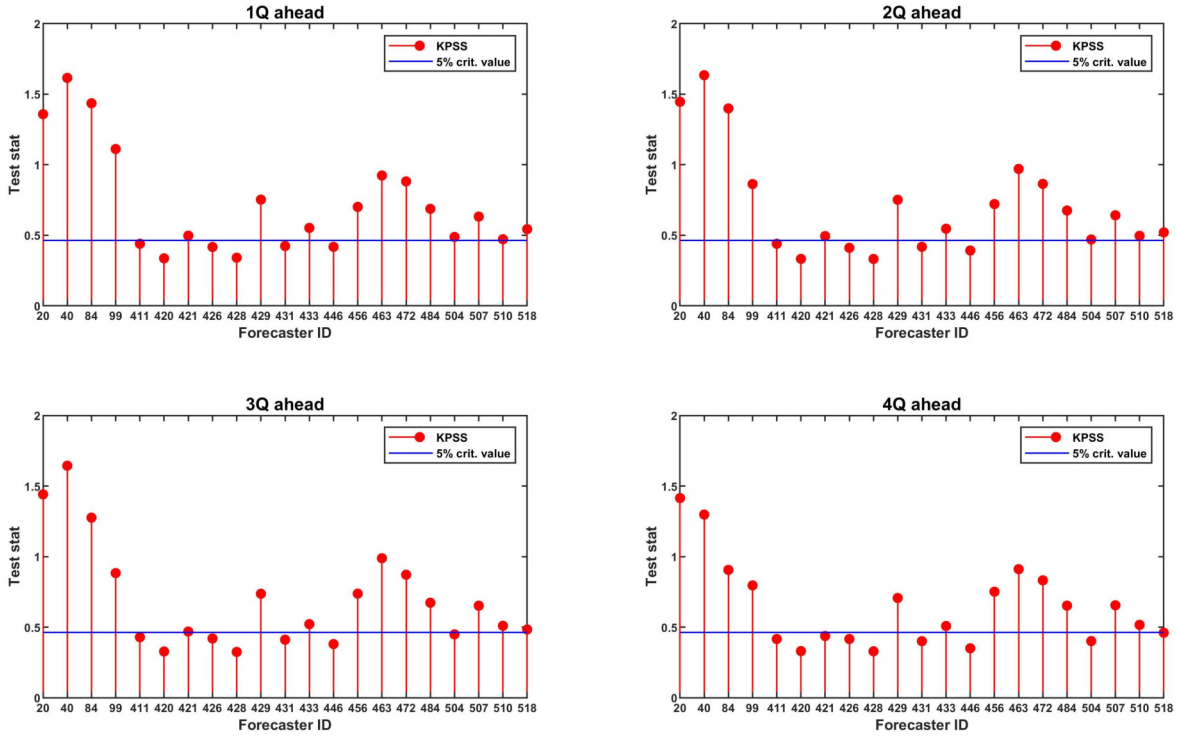 1Q ahead
2
1.5
1
0.5
0
Test stat
KPSS
5% crit. value
20 40 84 99 411 420 421 426 428 429 431 433 446 456 463 472 484 504 507 510 518
Forecaster ID
2Q ahead
2
1.5
1
0.5
0
Test stat
KPSS
5% crit. value
20 40 84 99 411 420 421 426 428 429 431 433 446 456 463 472 484 504 507 510 518
Forecaster ID
3Q ahead
2
1.5
1
0.5
0
Test stat
KPSS
5% crit. value
20 40 84 99 411 420 421 426 428 429 431 433 446 456 463 472 484 504 507 510 518
Forecaster ID
4Q ahead
2
1.5
1
0.5
0
Test stat
KPSS
5% crit. value
20 40 84 99 411 420 421 426 428 429 431 433 446 456 463 472 484 504 507 510 518
Forecaster ID